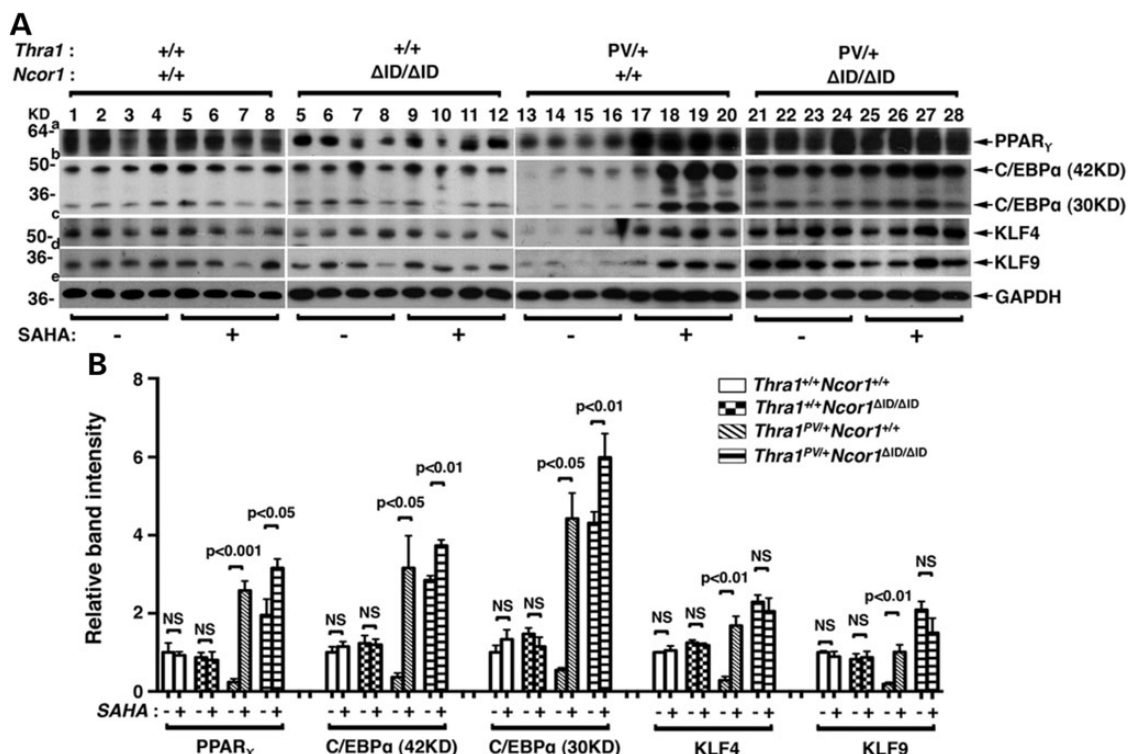 A
Thra1 : +/+ +/+ PV/+ PV/+
Ncor1 : +/+ ΔID/ΔID +/+ ΔID/ΔID
KD 1 2 3 4 5 6 7 8 5 6 7 8 9 10 11 12 13 14 15 16 17 18 19 20 21 22 23 24 25 26 27 28
64- a PPARγ
b
50- C/EBPα (42KD)
36- C/EBPα (30KD)
c
50- KLF4
d
36- KLF9
e
36- GAPDH
SAHA: - + - + - + - +
B
Relative band intensity
8
6
4
2
0
Thra1+/+Ncor1+/+
Thra1+/+Ncor1ΔID/ΔID
Thra1PV/+Ncor1+/+
Thra1PV/+Ncor1ΔID/ΔID
NS NS p<0.001 p<0.05
NS NS p<0.05 p<0.01
NS NS p<0.05 p<0.01
NS NS p<0.01 NS
NS NS p<0.01 NS
SAHA : - + - + - + - + - + - + - + - + - + - + - + - + - + - + - + - + - + - + - + - +
PPARγ C/EBPα (42KD) C/EBPα (30KD) KLF4 KLF9